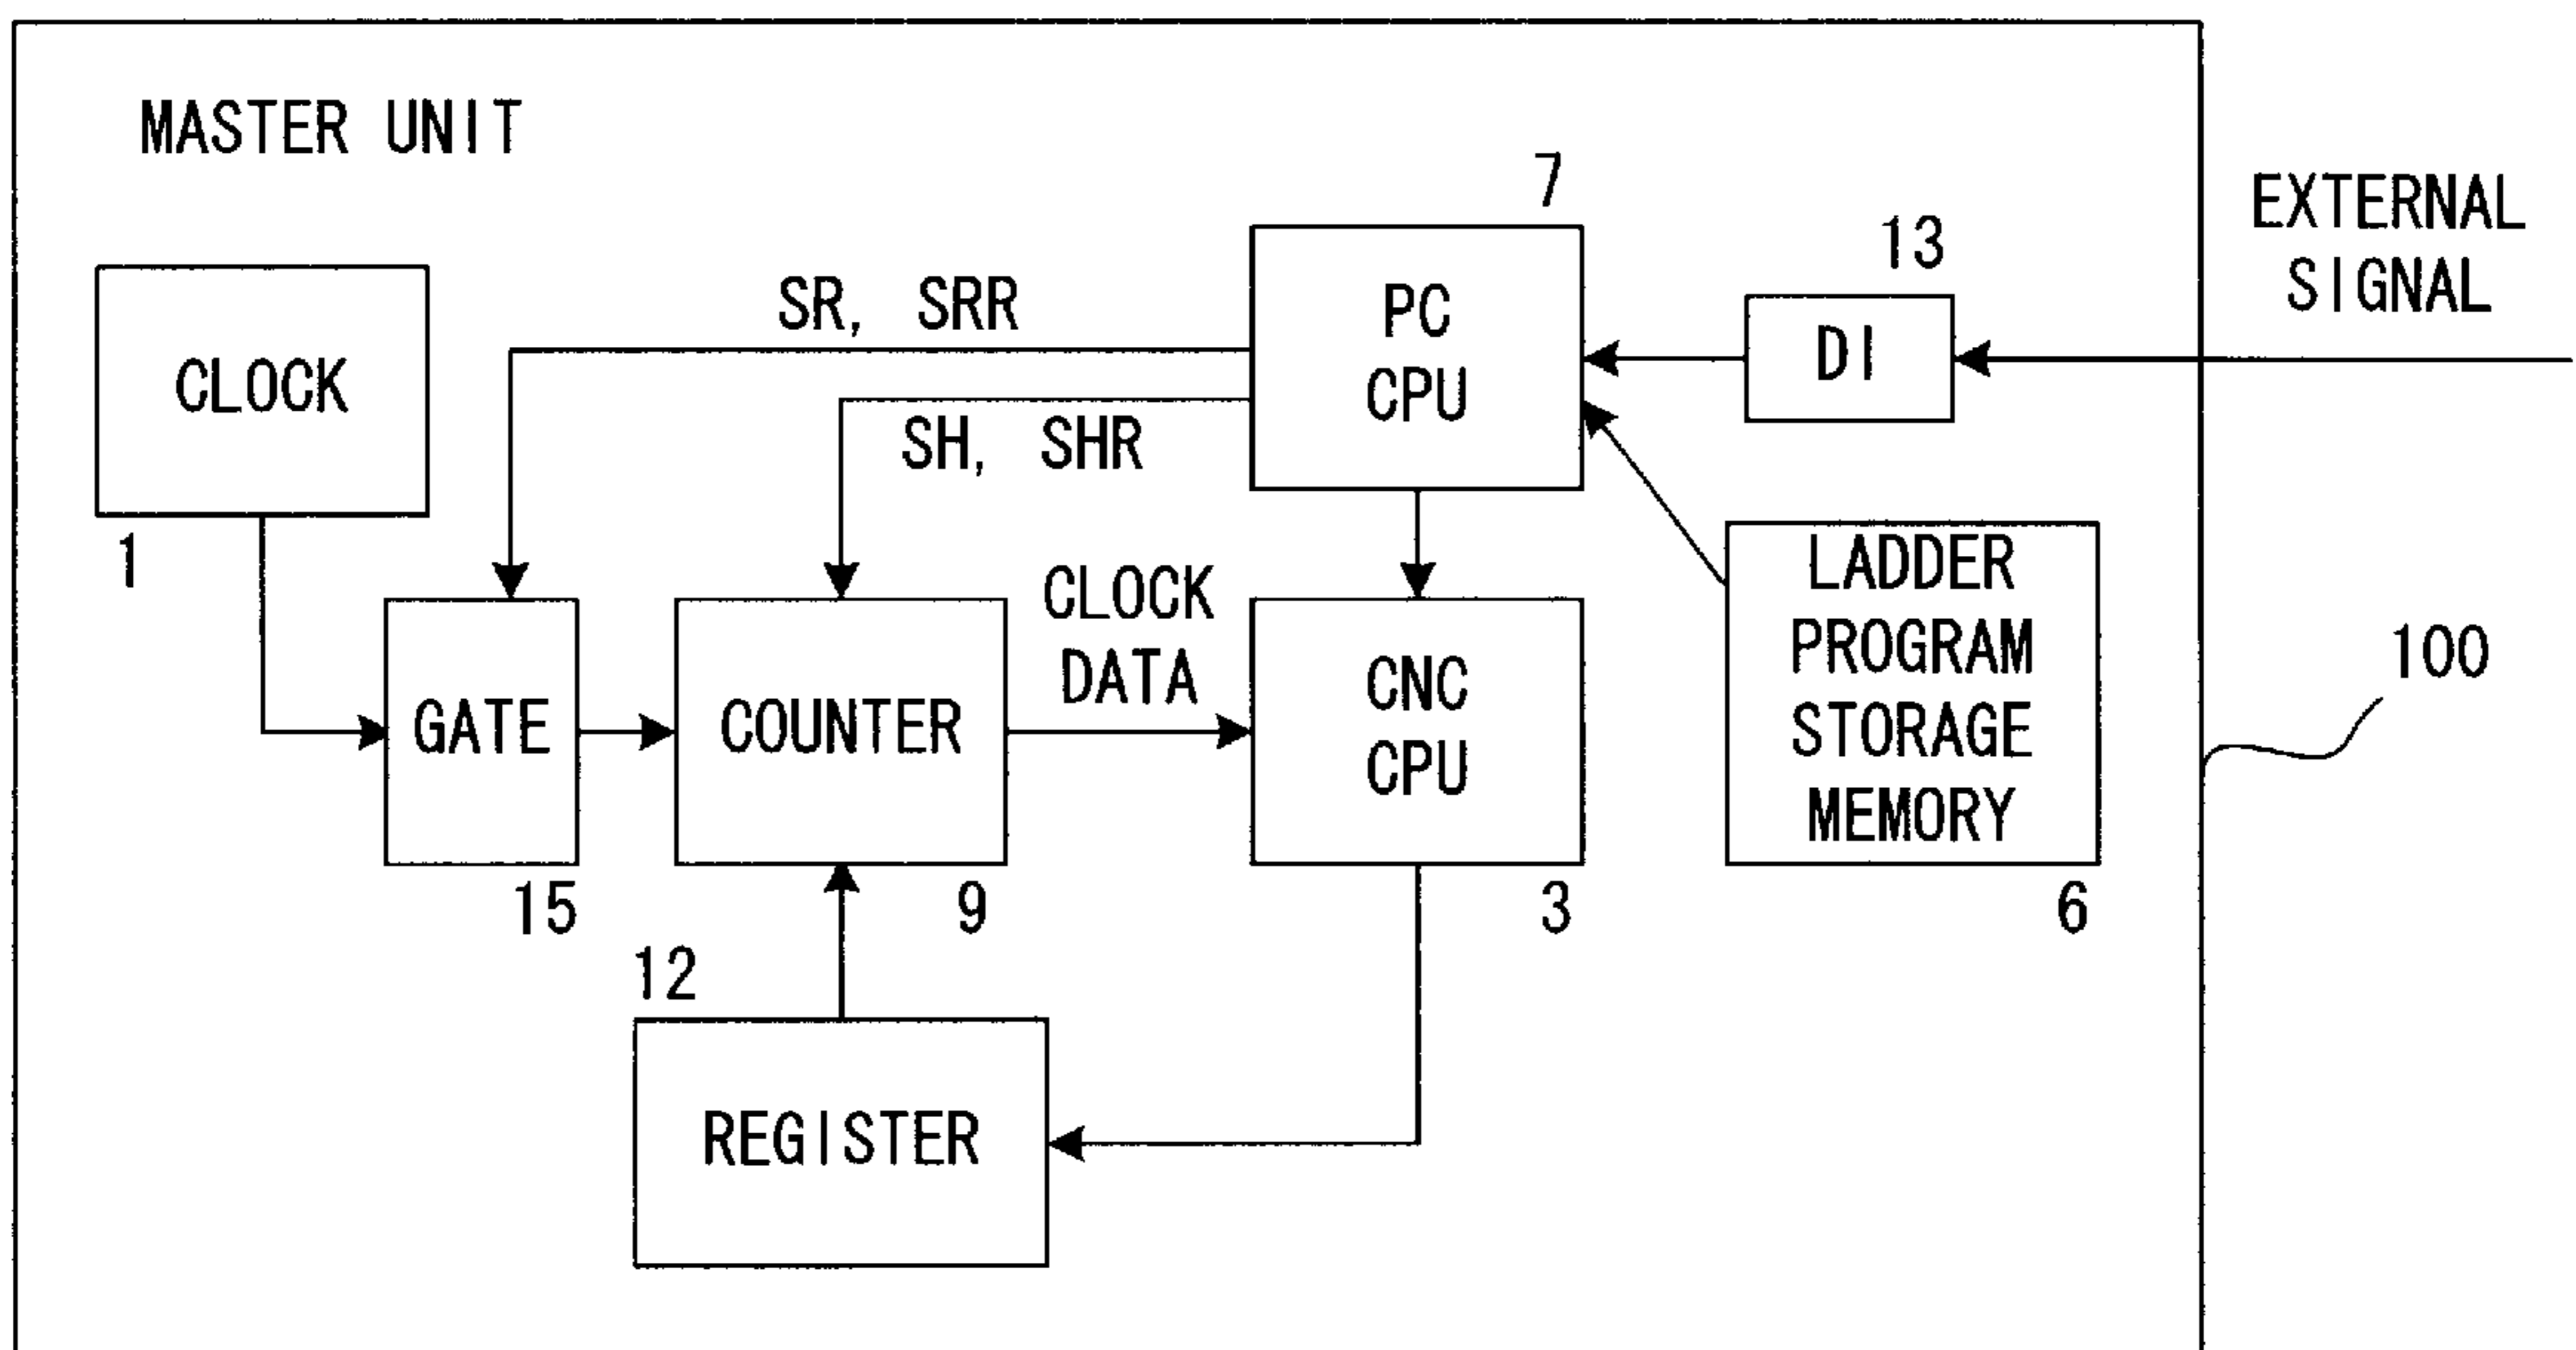 MASTER UNIT
7
EXTERNAL
SIGNAL
13
SR, SRR
PC
CPU
DI
CLOCK
SH, SHR
1
CLOCK
DATA
LADDER
PROGRAM
STORAGE
MEMORY
100
GATE
COUNTER
CNC
CPU
15
9
3
6
12
REGISTER